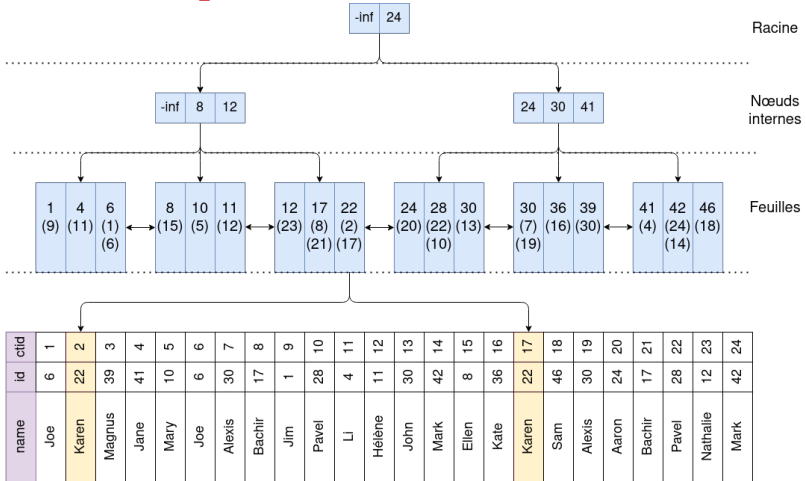 -inf 24
Racine
-inf 8 12
24 30 41
Nœuds
internes
1 4 6 8 10 11 12 17 22 24 28 30 30 36 39 41 42 46
(9) (11) (1) (15) (5) (12) (23) (8) (2) (20) (22) (13) (7) (16) (30) (4) (24) (18)
(6) (21) (17) (10) (19) (14)
Feuilles
ctid 1 2 3 4 5 6 7 8 9 10 11 12 13 14 15 16 17 18 19 20 21 22 23 24
id 6 22 39 41 10 6 30 17 1 28 4 11 30 42 8 36 22 46 30 24 17 28 12 42
name Joe Karen Magnus Jane Mary Joe Alexis Bachir Jim Pavel Li Hélène John Mark Ellen Kate Karen Sam Alexis Aaron Bachir Pavel Nathalie Mark